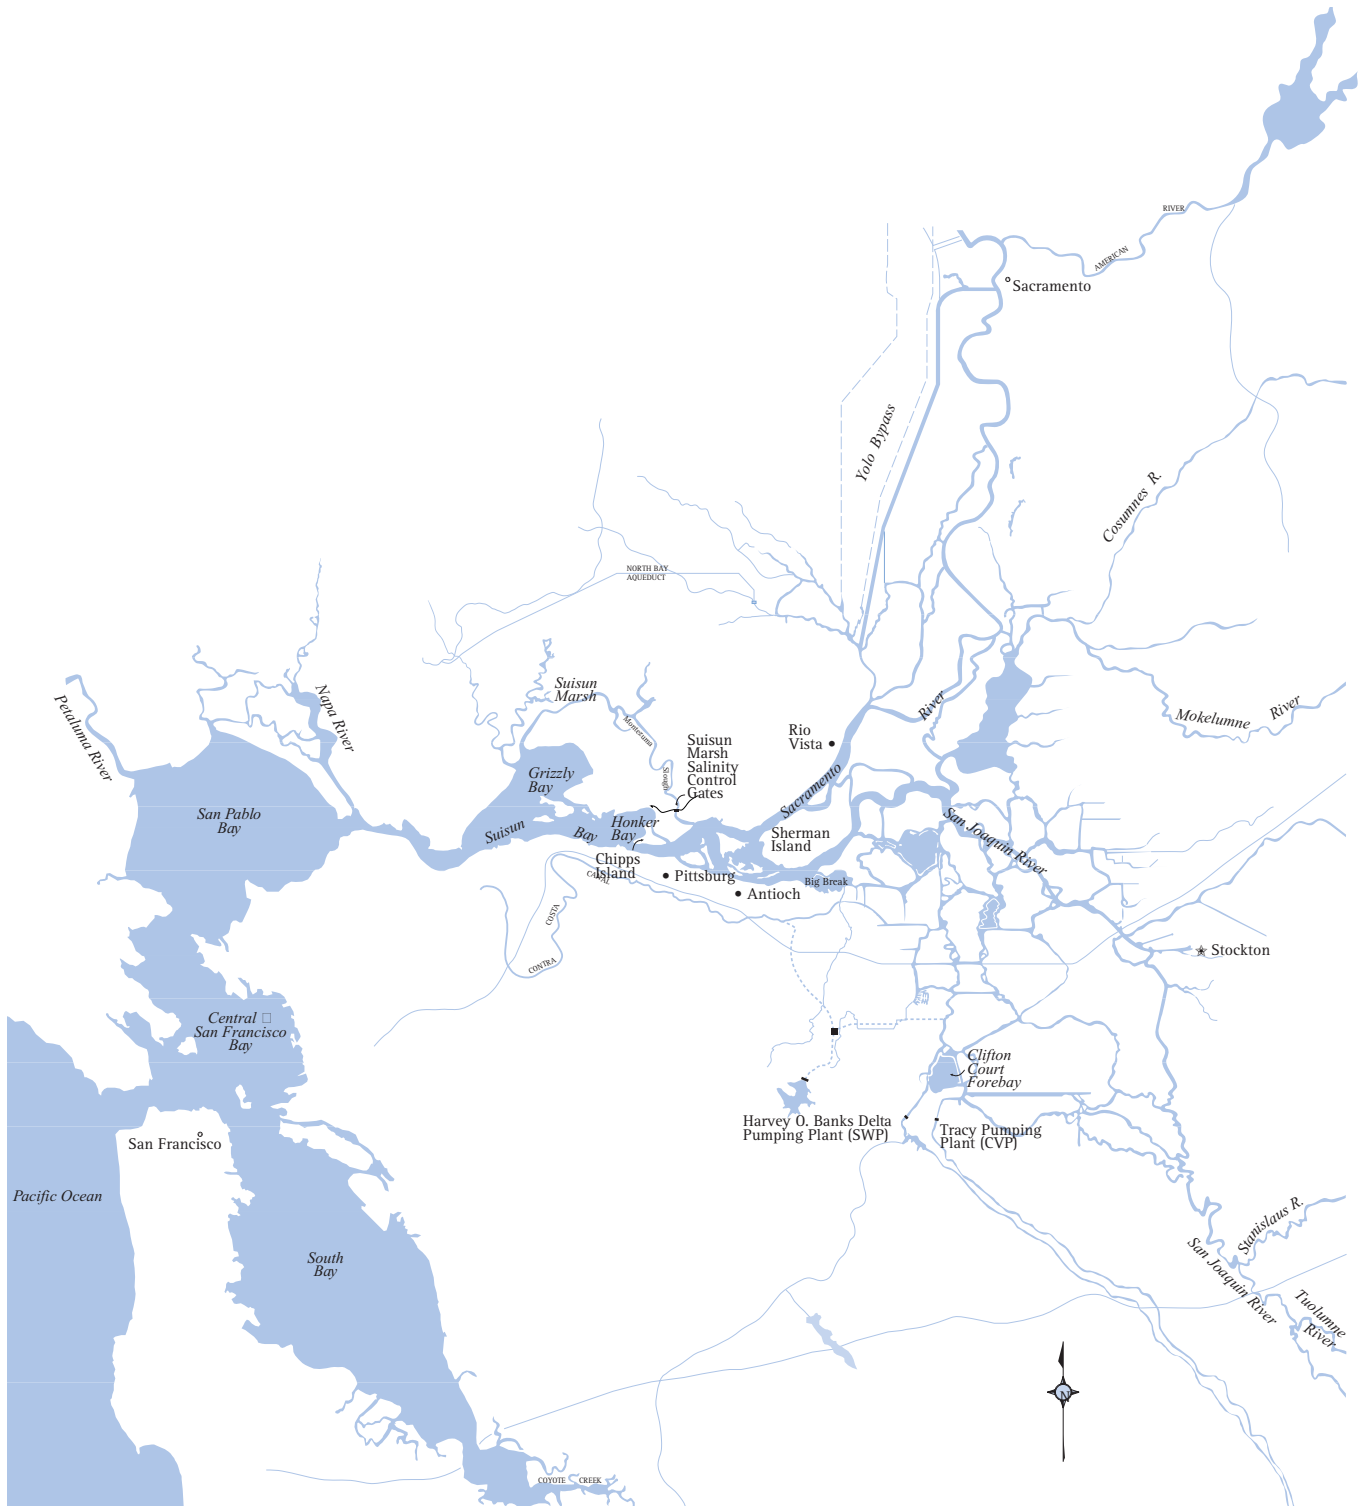 RIVER
AMERICAN
Sacramento
Yolo Bypass
Cosumnes R.
NORTH BAY
AQUEDUCT
Suisun
Marsh
Montezuma
Slough
Napa River
Petaluma River
River
Mokelumne
River
Rio
Vista
Suisun
Marsh
Salinity
Control
Gates
Grizzly
Bay
Sacramento
San Pablo
Bay
Suisun
Bay
Honker
Bay
Sherman
Island
San Joaquin River
Chipps
Island
CANAL
Pittsburg
Big Break
Antioch
COSTA
CONTRA
Stockton
Central □
San Francisco
Bay
Clifton
Court
Forebay
Harvey O. Banks Delta
Pumping Plant (SWP)
Tracy Pumping
Plant (CVP)
San Francisco
Pacific Ocean
South
Bay
Stanislaus R.
San Joaquin River
Tuolumne
River
N
COYOTE CREEK